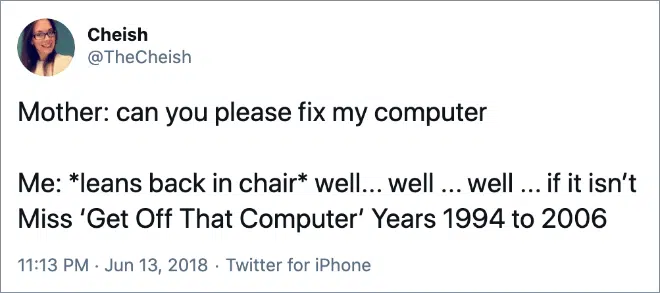 Cheish
@TheCheish
Mother: can you please fix my computer
Me: *leans back in chair* well... well ... well ... if it isn’t
Miss ‘Get Off That Computer’ Years 1994 to 2006
11:13 PM · Jun 13, 2018 · Twitter for iPhone